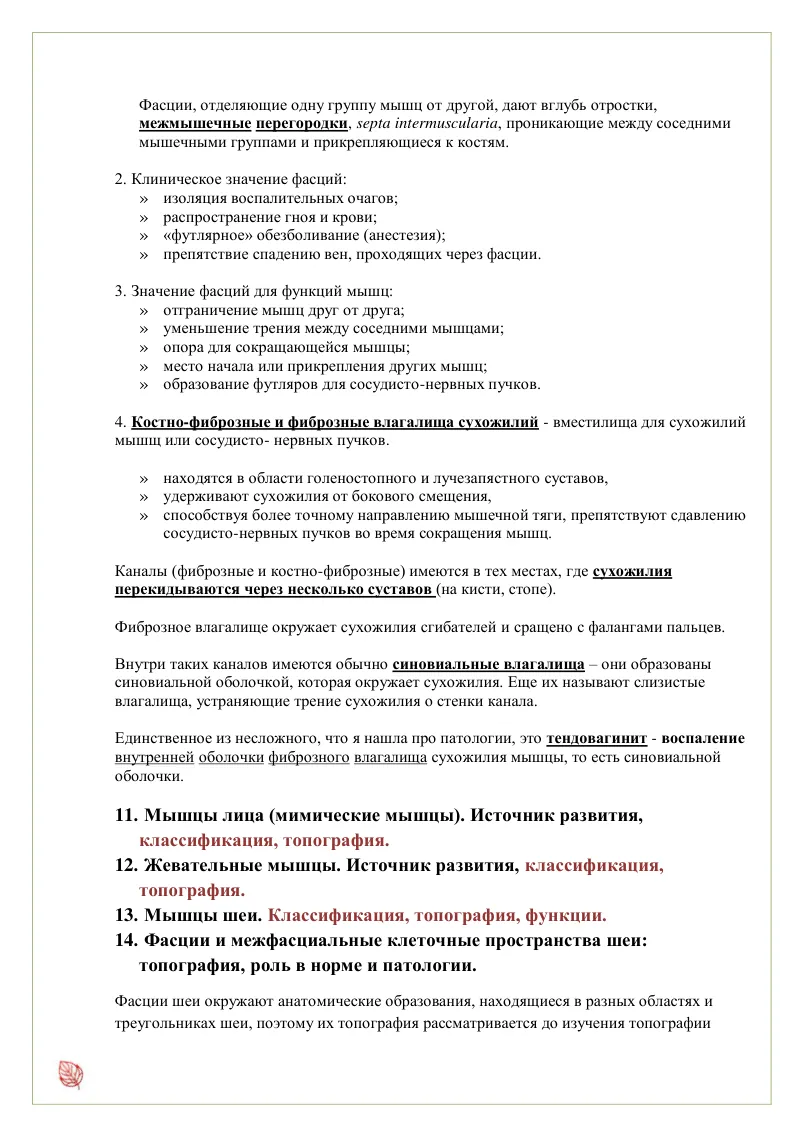 Фасции, отделяющие одну группу мышц от другой, дают вглубь отростки,
межмышечные перегородки, septa intermuscularia, проникающие между соседними
мышечными группами и прикрепляющиеся к костям.
2. Клиническое значение фасций:
» изоляция воспалительных очагов;
» распространение гноя и крови;
» «футлярное» обезболивание (анестезия);
» препятствие спадению вен, проходящих через фасции.
3. Значение фасций для функций мышц:
» отграничение мышц друг от друга;
» уменьшение трения между соседними мышцами;
» опора для сокращающейся мышцы;
» место начала или прикрепления других мышц;
» образование футляров для сосудисто-нервных пучков.
4. Костно-фиброзные и фиброзные влагалища сухожилий - вместилища для сухожилий
мышц или сосудисто- нервных пучков.
» находятся в области голеностопного и лучезапястного суставов,
» удерживают сухожилия от бокового смещения,
» способствуя более точному направлению мышечной тяги, препятствуют сдавлению
сосудисто-нервных пучков во время сокращения мышц.
Каналы (фиброзные и костно-фиброзные) имеются в тех местах, где сухожилия
перекидываются через несколько суставов (на кисти, стопе).
Фиброзное влагалище окружает сухожилия сгибателей и сращено с фалангами пальцев.
Внутри таких каналов имеются обычно синовиальные влагалища – они образованы
синовиальной оболочкой, которая окружает сухожилия. Еще их называют слизистые
влагалища, устраняющие трение сухожилия о стенки канала.
Единственное из несложного, что я нашла про патологии, это тендовагинит - воспаление
внутренней оболочки фиброзного влагалища сухожилия мышцы, то есть синовиальной
оболочки.
11. Мышцы лица (мимические мышцы). Источник развития,
классификация, топография.
12. Жевательные мышцы. Источник развития, классификация,
топография.
13. Мышцы шеи. Классификация, топография, функции.
14. Фасции и межфасциальные клеточные пространства шеи:
топография, роль в норме и патологии.
Фасции шеи окружают анатомические образования, находящиеся в разных областях и
треугольниках шеи, поэтому их топография рассматривается до изучения топографии